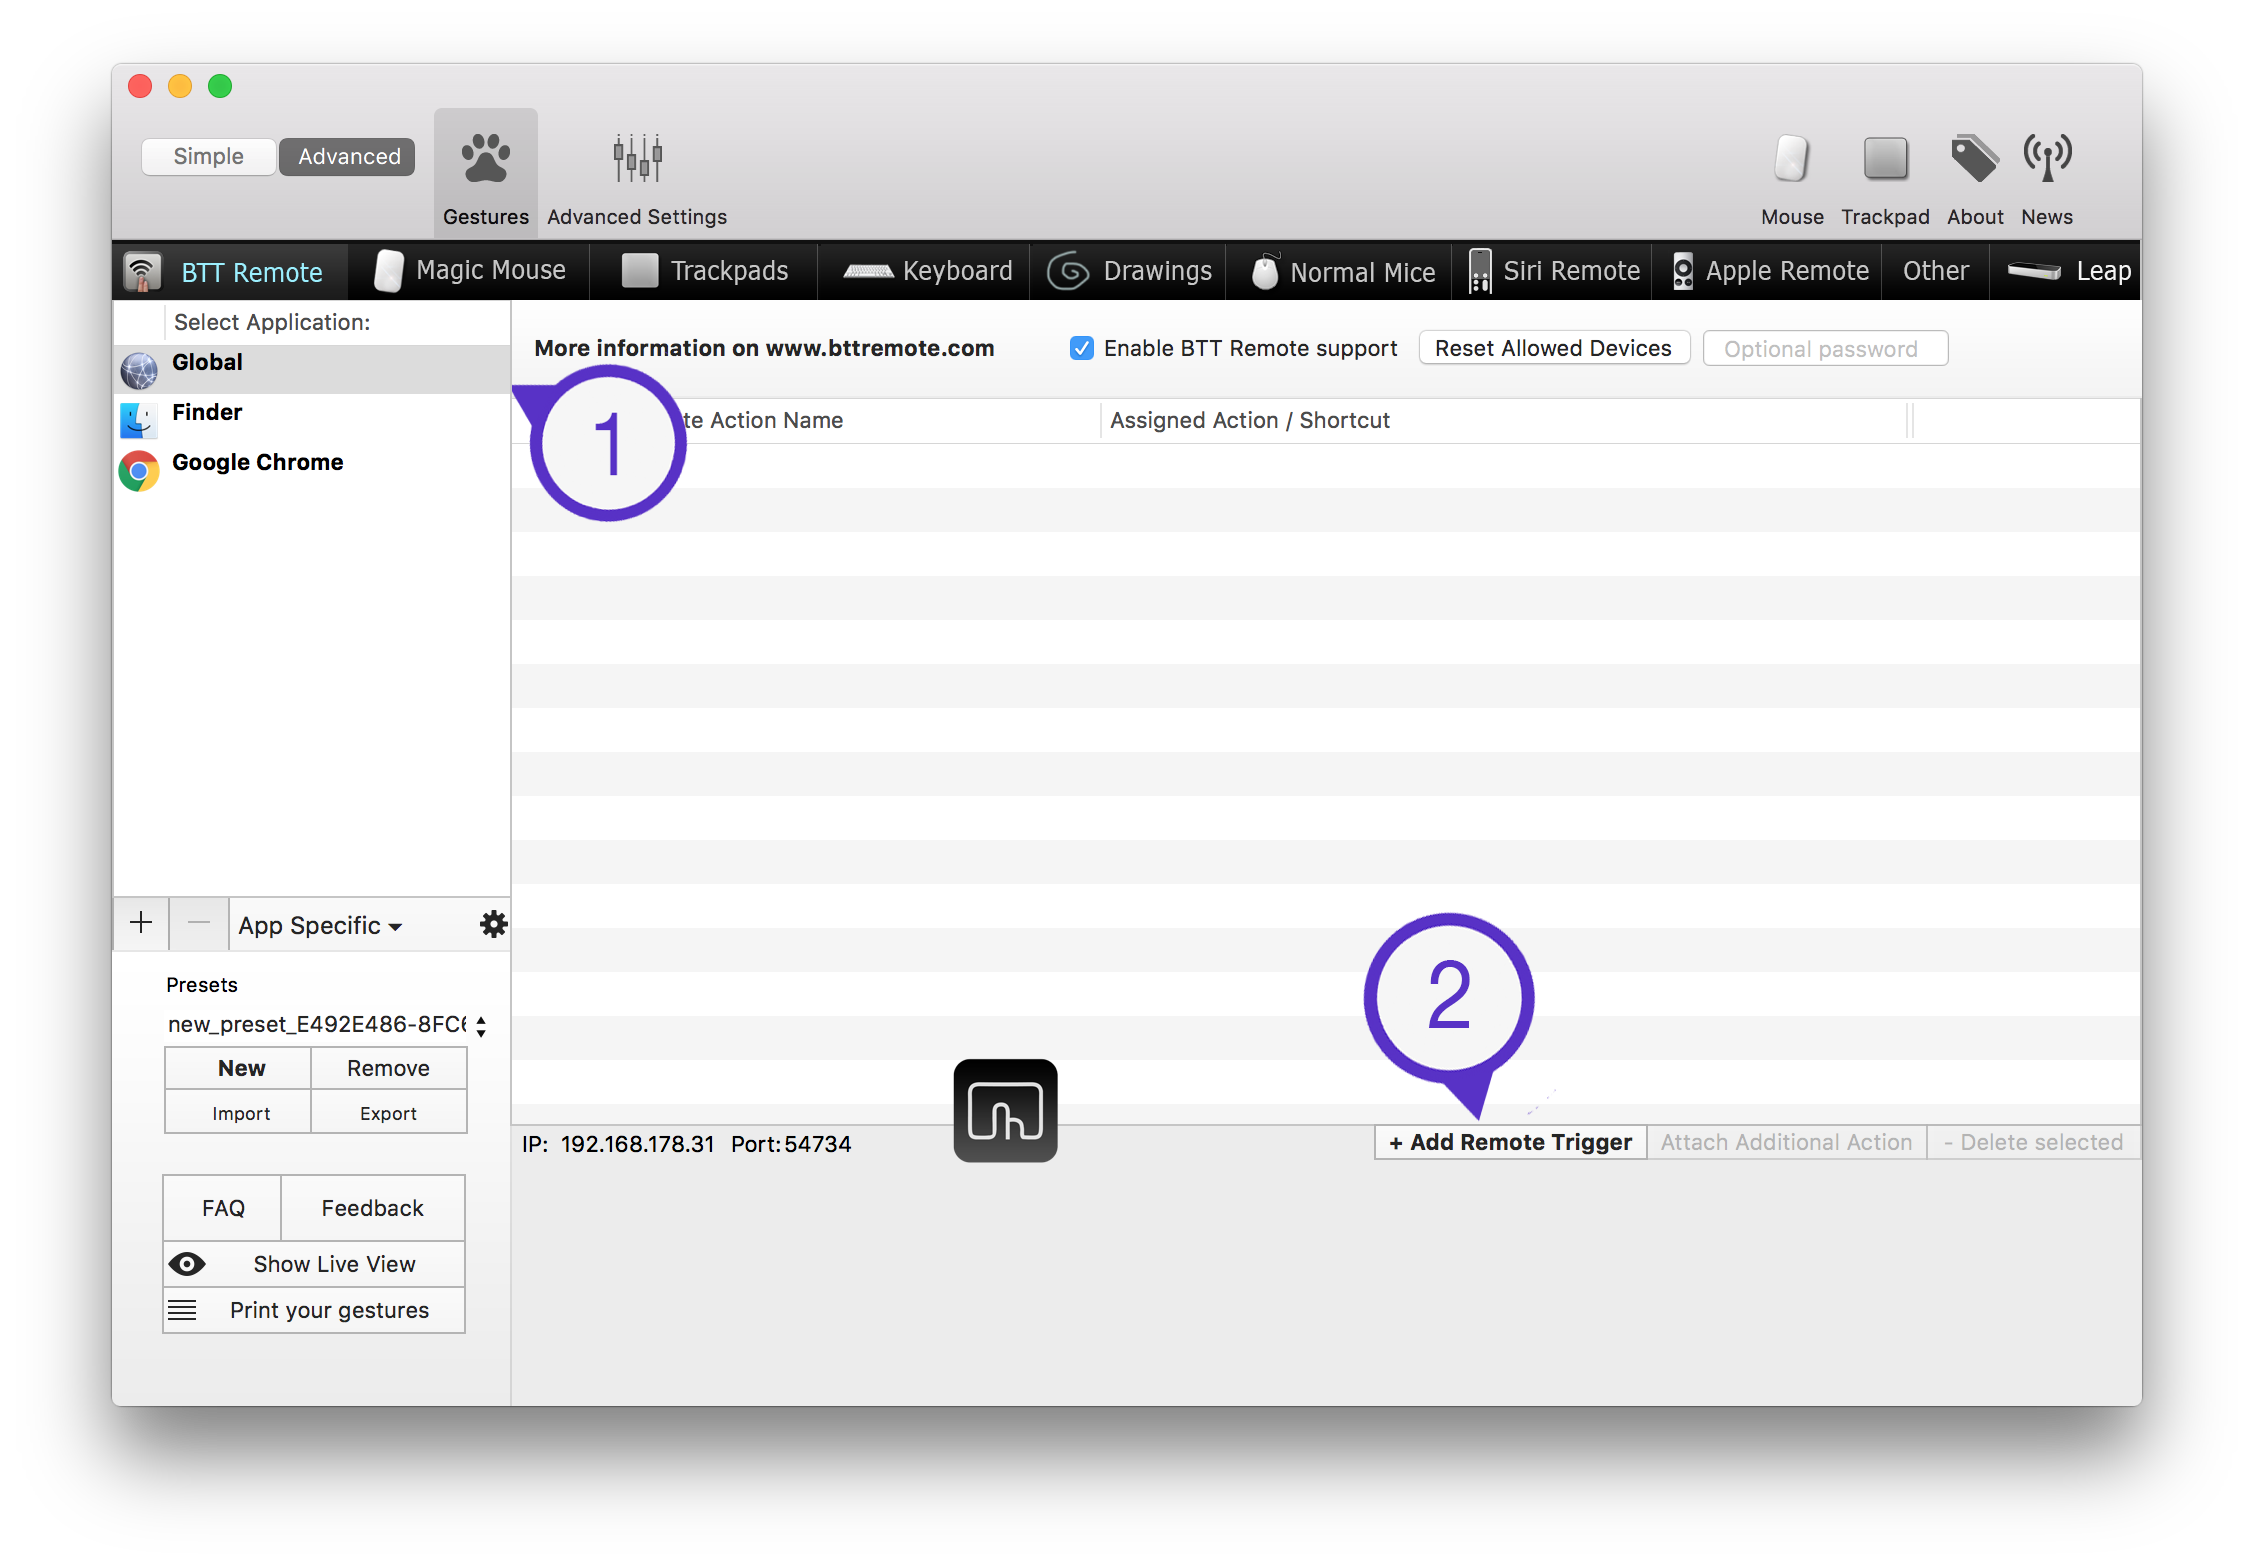 Simple
Advanced
Gestures
Advanced Settings
Mouse
Trackpad
About
News
BTT Remote
Magic Mouse
Trackpads
Keyboard
Drawings
Normal Mice
Siri Remote
Apple Remote
Other
Leap
Select Application:
Global
Finder
Google Chrome
More information on www.bttremote.com
Enable BTT Remote support
Reset Allowed Devices
Optional password
1
te Action Name
Assigned Action / Shortcut
+
−
App Specific
Presets
new_preset_E492E486-8FC6
New
Remove
Import
Export
FAQ
Feedback
Show Live View
Print your gestures
2
IP: 192.168.178.31 Port: 54734
+ Add Remote Trigger
Attach Additional Action
- Delete selected